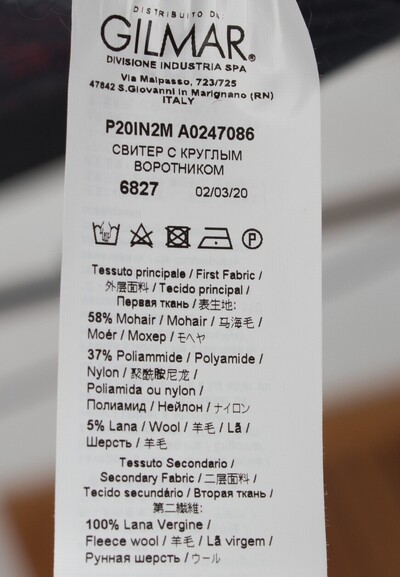 DISTRIBUITO DA
GILMAR®
DIVISIONE INDUSTRIA SPA
Via Malpasso, 723/725
47842 S.Giovanni in Marignano (RN)
ITALY
P20IN2M A0247086
СВИТЕР С КРУГЛЫМ
ВОРОТНИКОМ
6827 02/03/20
P
Tessuto principale / First Fabric /
外层面料 / Tecido principal /
Первая ткань / 表生地:
58% Mohair / Mohair / 马海毛 /
Moér / Мохер / モヘヤ
37% Poliammide / Polyamide /
Nylon / 聚酰胺尼龙 /
Poliamida ou nylon /
Полиамид / Нейлон / ナイロン
5% Lana / Wool / 羊毛 / Lã /
Шерсть / 羊毛
Tessuto Secondario /
Secondary Fabric / 二层面料 /
Tecido secundário / Вторая ткань /
第二繊維:
100% Lana Vergine /
Fleece wool / 羊毛 / Lã virgem /
Рунная шерсть / ウール